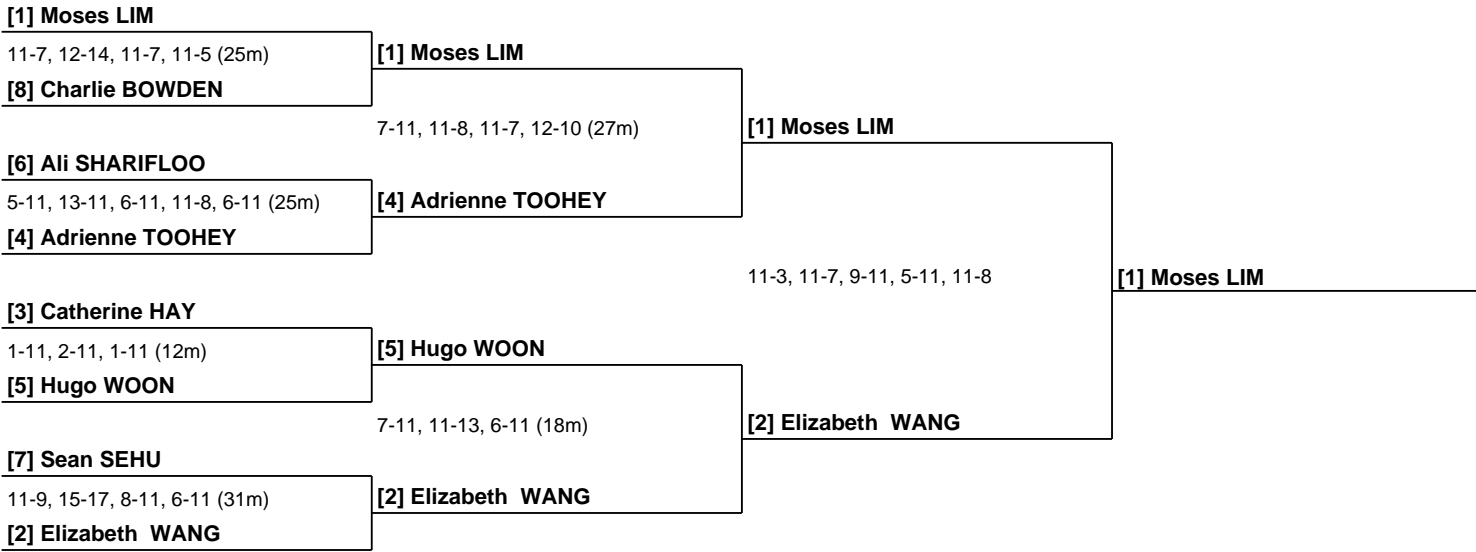 [1] Moses LIM
11-7, 12-14, 11-7, 11-5 (25m)
[8] Charlie BOWDEN
[6] Ali SHARIFLOO
5-11, 13-11, 6-11, 11-8, 6-11 (25m)
[4] Adrienne TOOHEY
[3] Catherine HAY
1-11, 2-11, 1-11 (12m)
[5] Hugo WOON
[7] Sean SEHU
11-9, 15-17, 8-11, 6-11 (31m)
[2] Elizabeth  WANG
[1] Moses LIM
7-11, 11-8, 11-7, 12-10 (27m)
[4] Adrienne TOOHEY
[5] Hugo WOON
7-11, 11-13, 6-11 (18m)
[2] Elizabeth  WANG
[1] Moses LIM
11-3, 11-7, 9-11, 5-11, 11-8
[2] Elizabeth  WANG
[1] Moses LIM